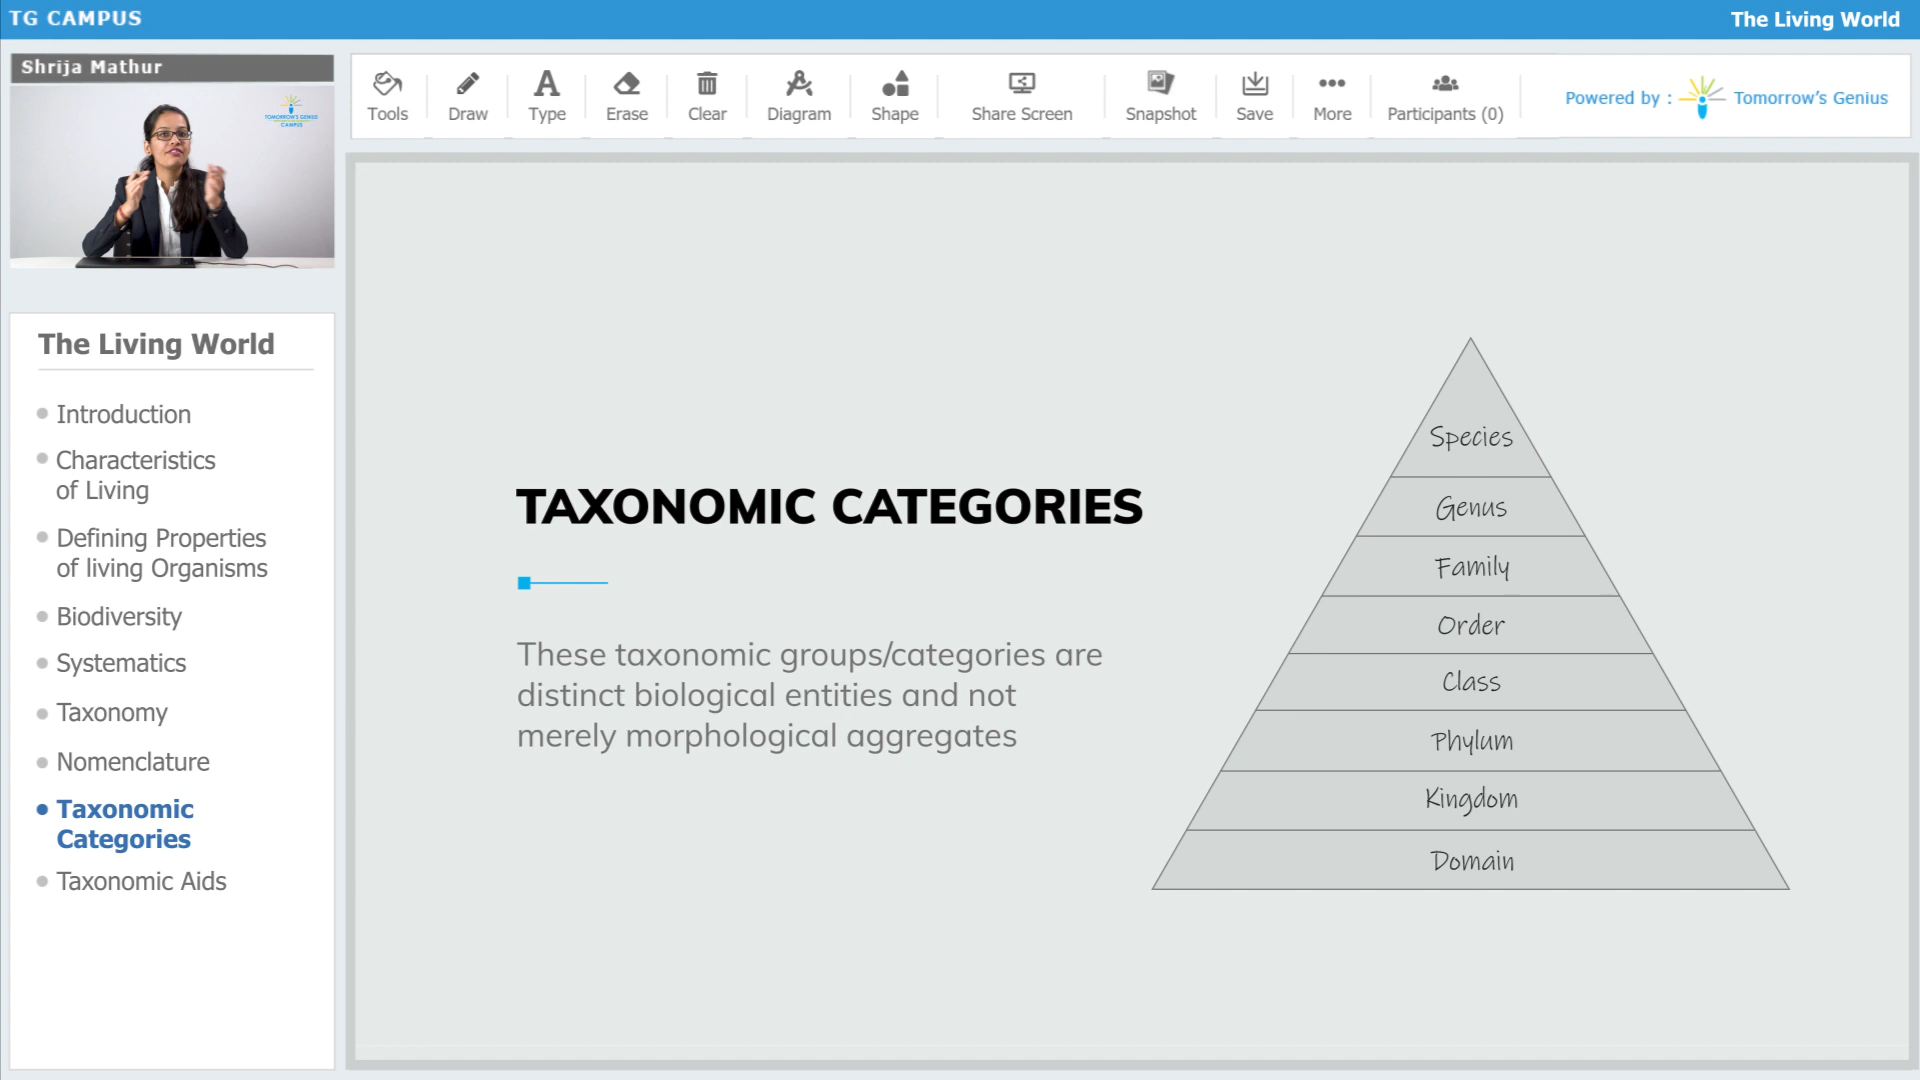 TG CAMPUS
The Living World
Shrija Mathur
TOMORROW'S GENIUS
CAMPUS
Tools
Draw
Type
Erase
Clear
Diagram
Shape
Share Screen
Snapshot
Save
More
Participants (0)
Powered by :
Tomorrow's Genius
The Living World
Introduction
Characteristics
of Living
Defining Properties
of living Organisms
Biodiversity
Systematics
Taxonomy
Nomenclature
Taxonomic
Categories
Taxonomic Aids
TAXONOMIC CATEGORIES
These taxonomic groups/categories are
distinct biological entities and not
merely morphological aggregates
Species
Genus
Family
Order
Class
Phylum
Kingdom
Domain